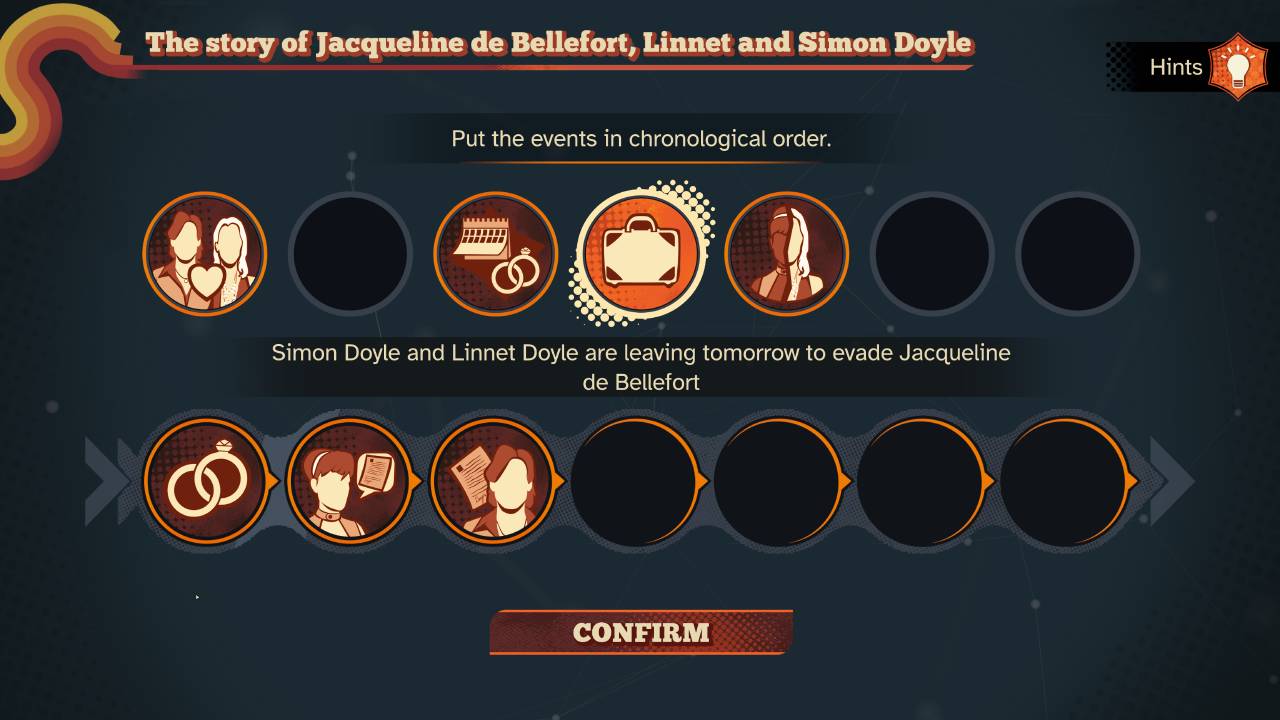 The story of Jacqueline de Bellefort, Linnet and Simon Doyle
Hints
Put the events in chronological order.
Simon Doyle and Linnet Doyle are leaving tomorrow to evade Jacqueline
de Bellefort
CONFIRM